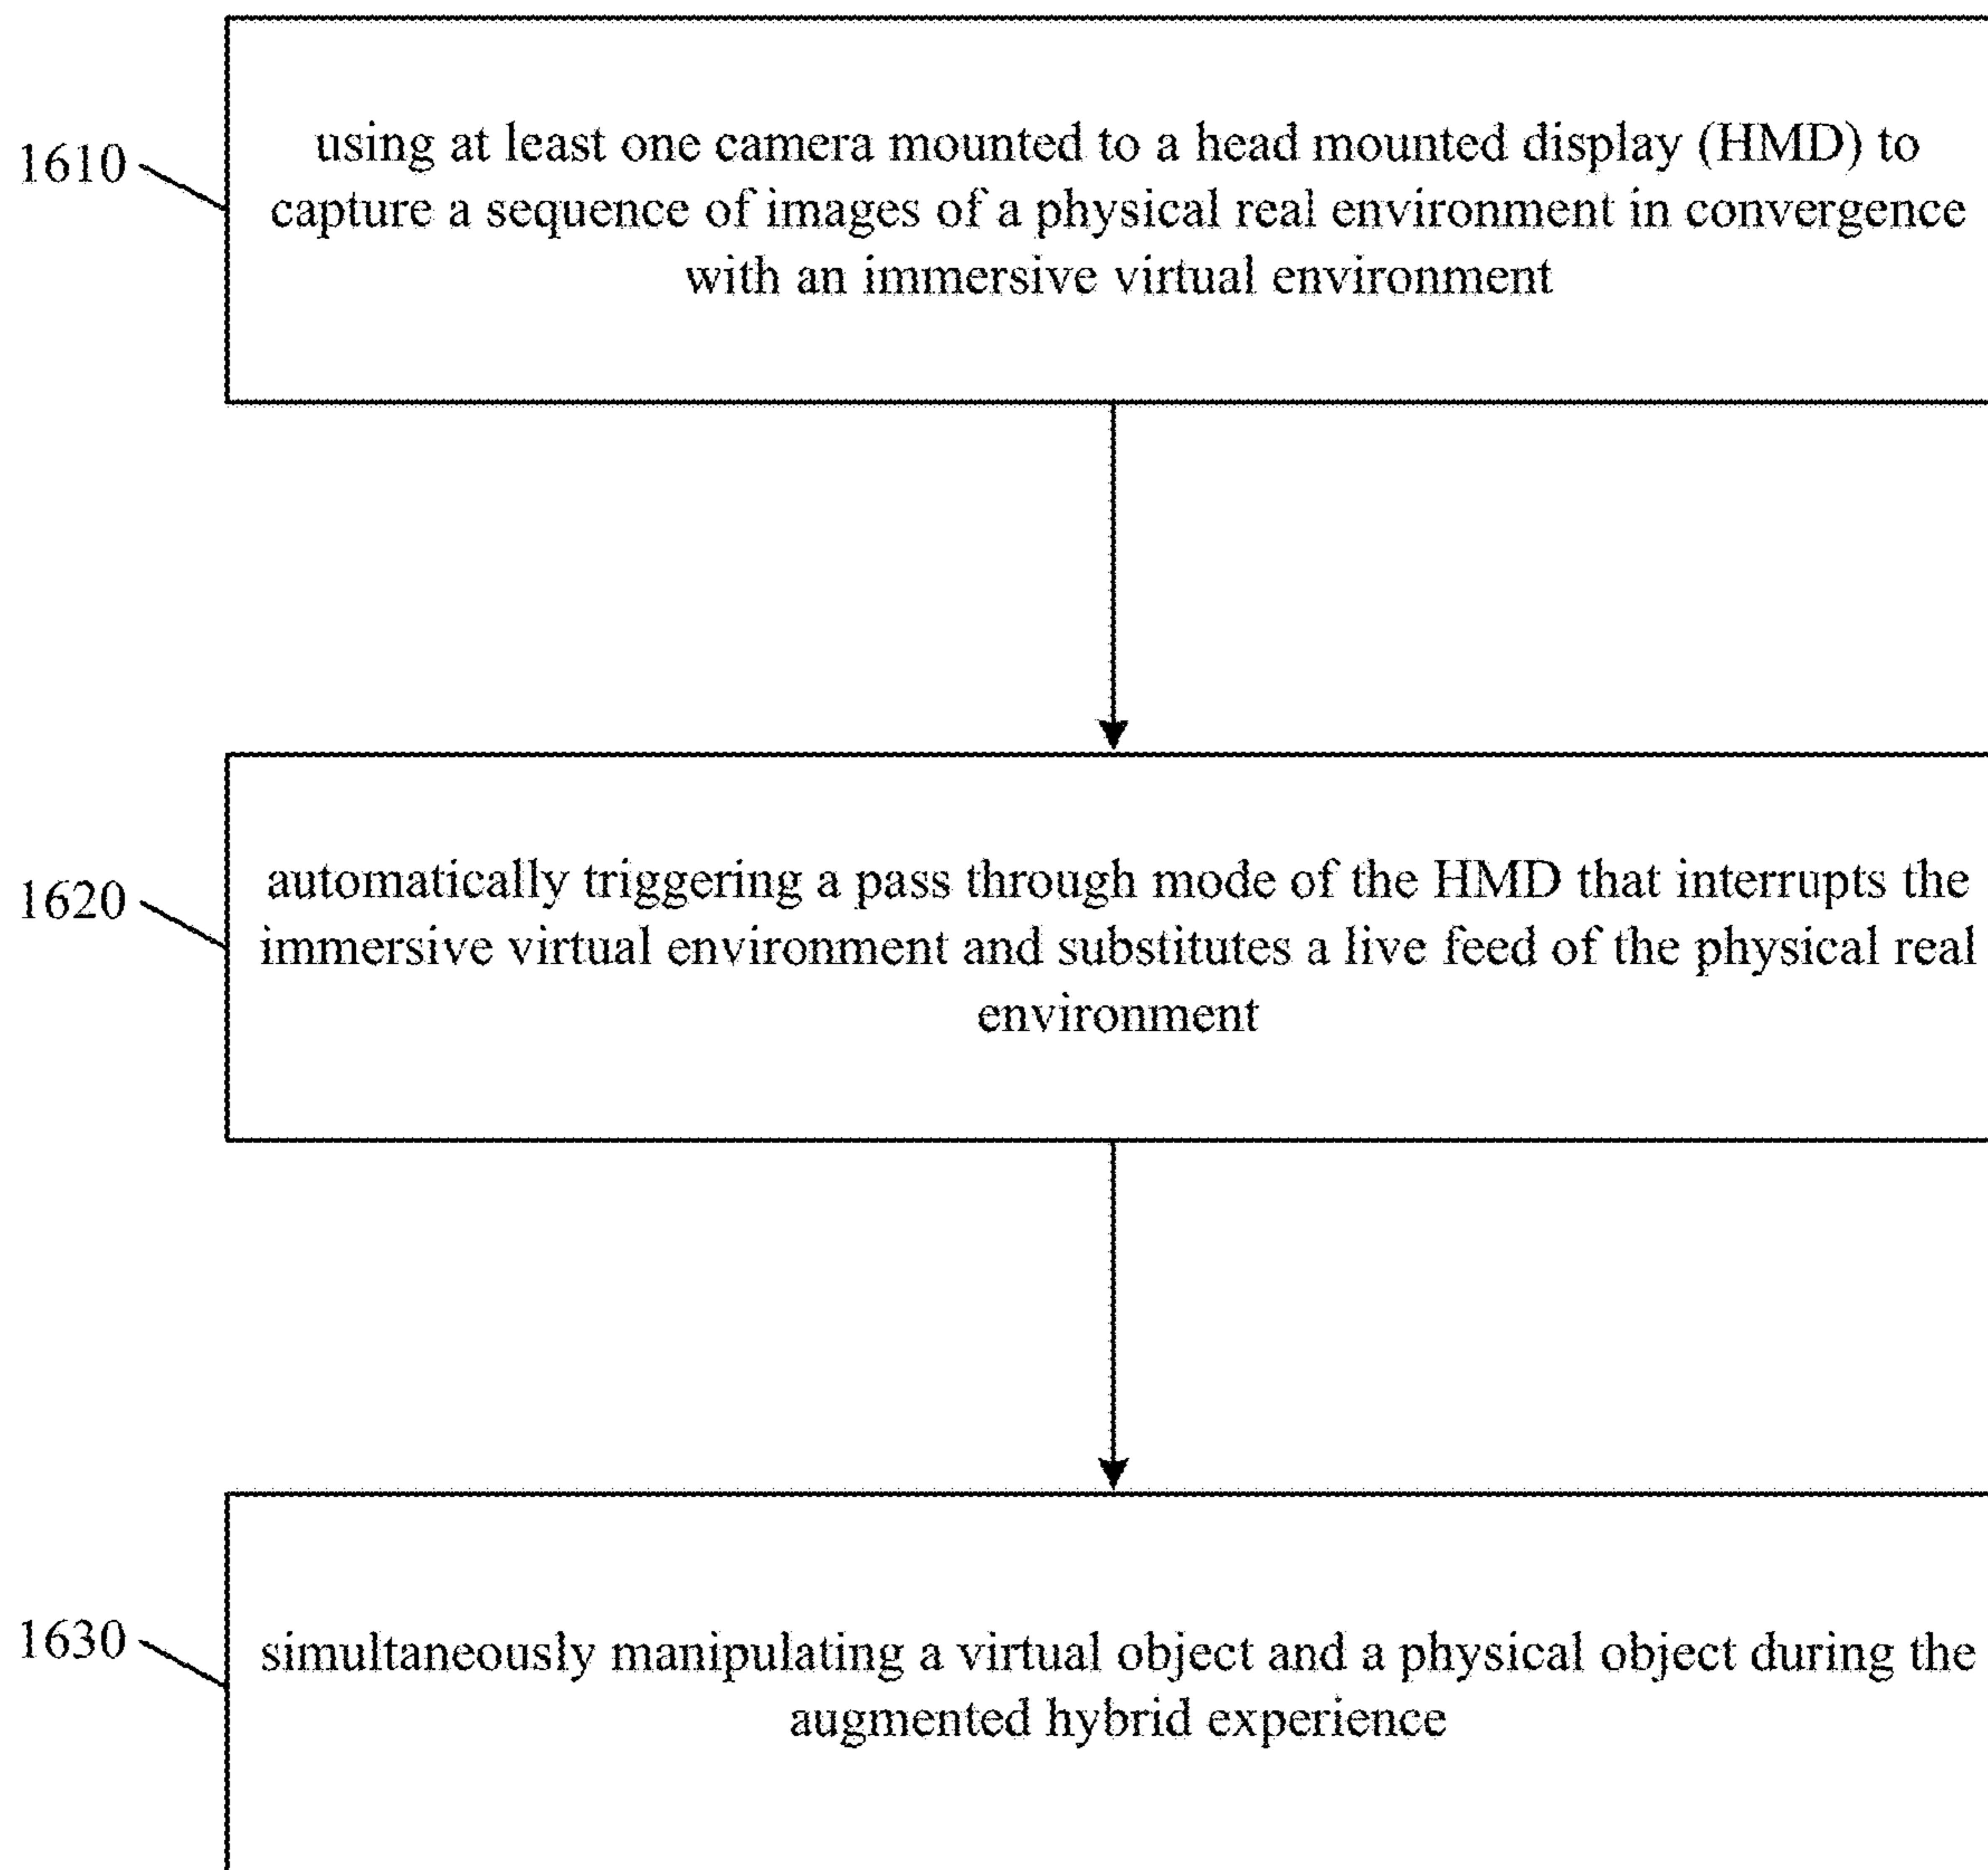 1610
using at least one camera mounted to a head mounted display (HMD) to
capture a sequence of images of a physical real environment in convergence
with an immersive virtual environment
1620
automatically triggering a pass through mode of the HMD that interrupts the
immersive virtual environment and substitutes a live feed of the physical real
environment
1630
simultaneously manipulating a virtual object and a physical object during the
augmented hybrid experience